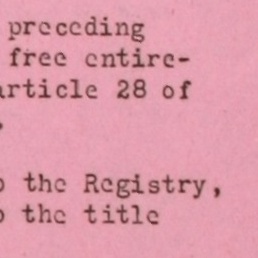 preceding
free entire-
article 28 of
the Registry,
the title